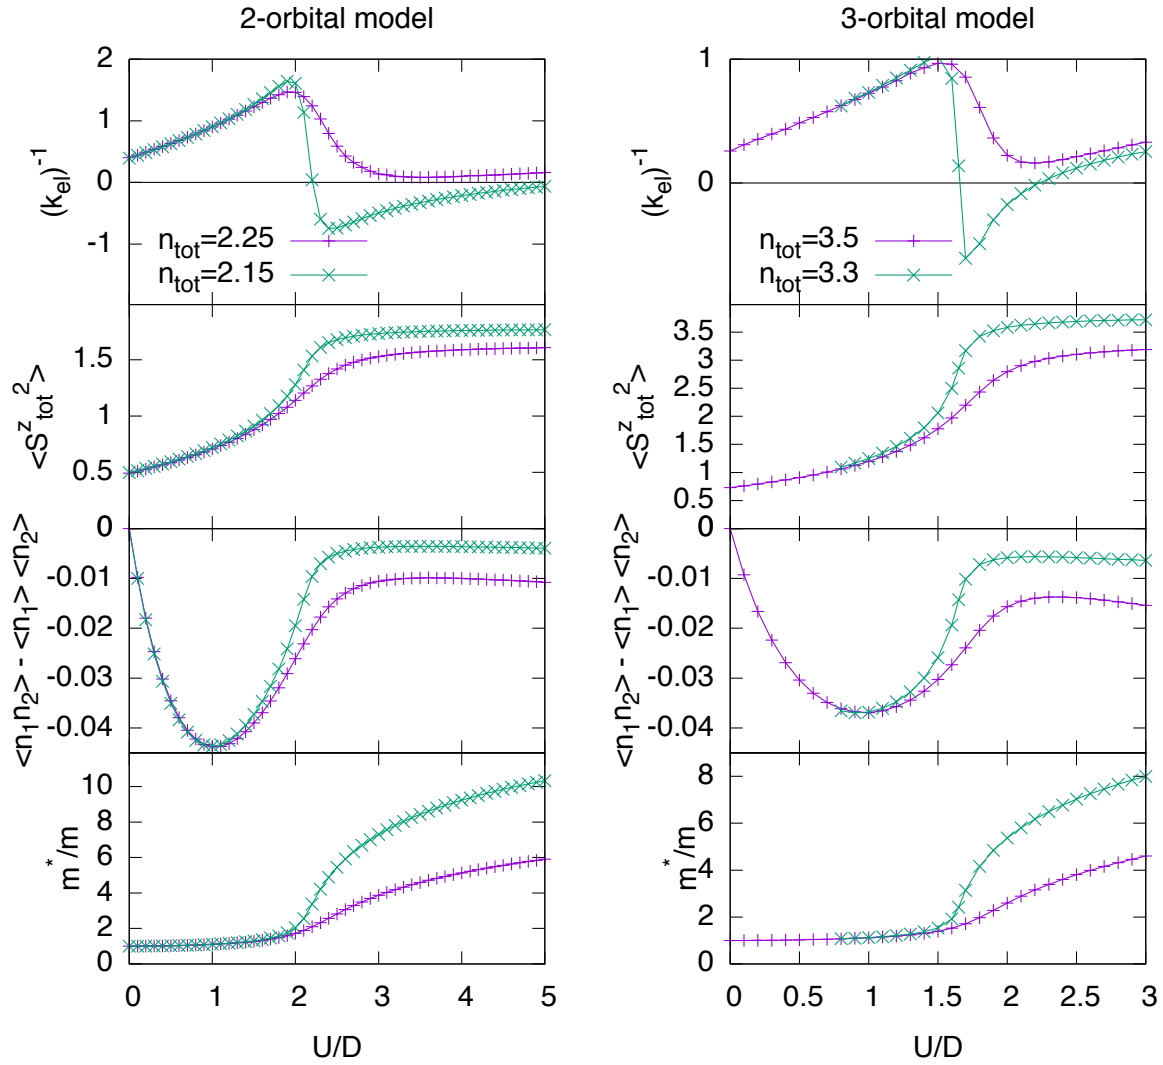 2-orbital model
2
1
0
-1
(k_el)^-1
n_tot=2.25
n_tot=2.15
1.5
1
0.5
0
<S^z_tot^2>
-0.01
-0.02
-0.03
-0.04
<n_1n_2> - <n_1> <n_2>
10
8
6
4
2
0
m^*/m
0 1 2 3 4 5
U/D
3-orbital model
1
0
(k_el)^-1
n_tot=3.5
n_tot=3.3
3.5
3
2.5
2
1.5
1
0.5
0
<S^z_tot^2>
-0.01
-0.02
-0.03
-0.04
<n_1n_2> - <n_1> <n_2>
8
6
4
2
0
m^*/m
0 0.5 1 1.5 2 2.5 3
U/D